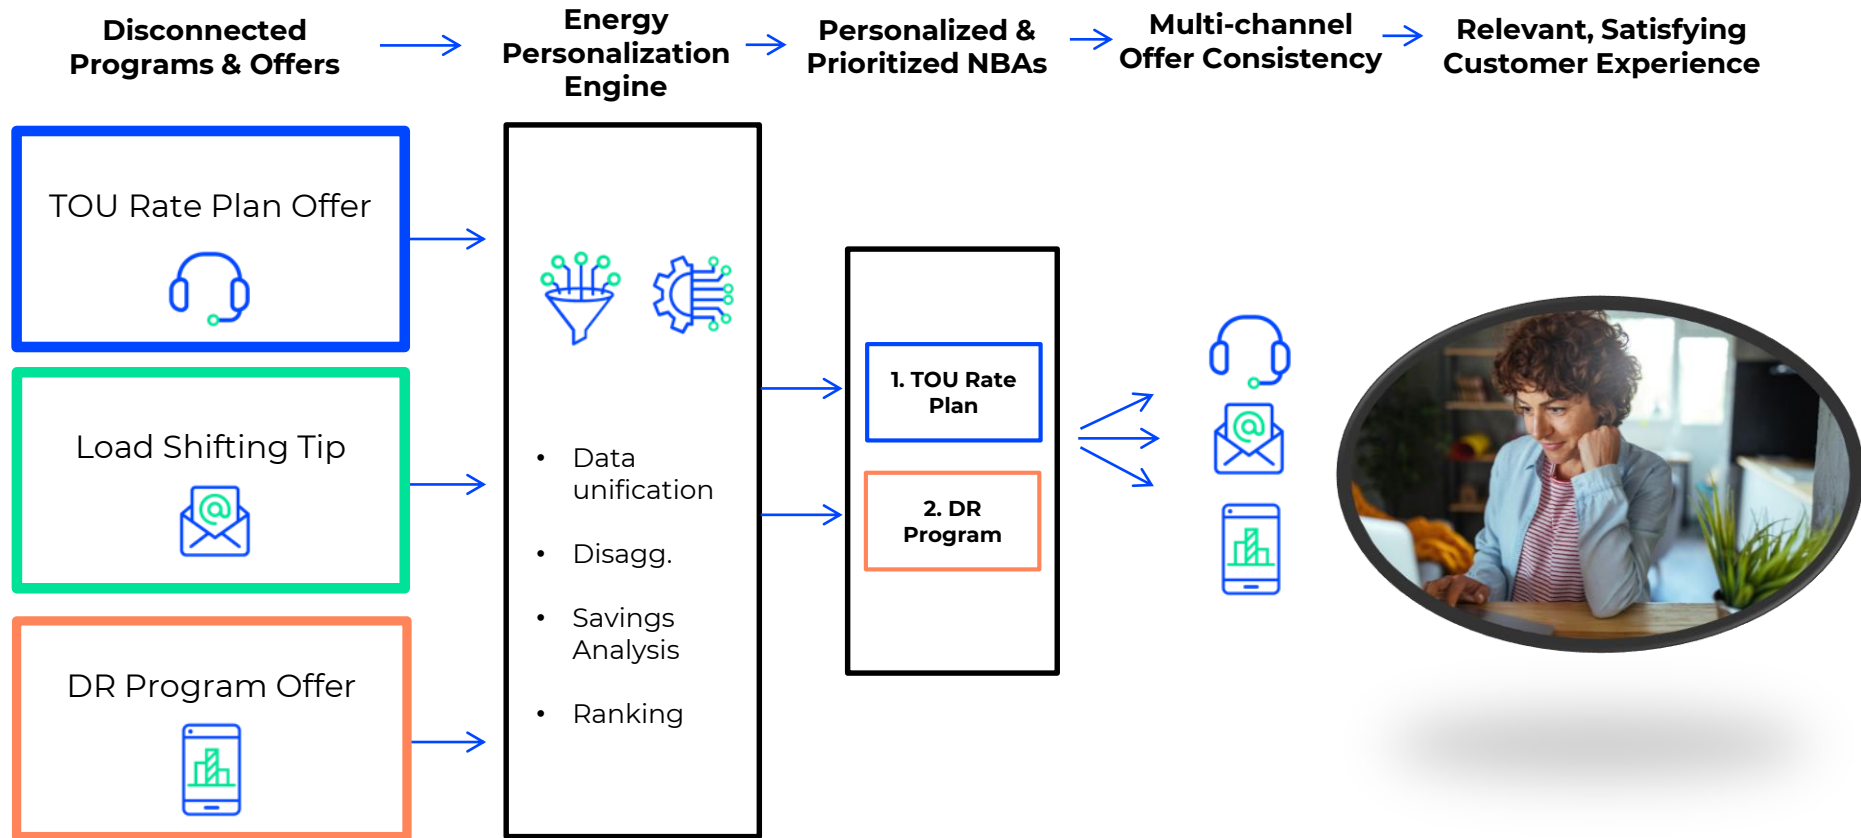 Disconnected
Programs & Offers
Energy
Personalization
Engine
Personalized &
Prioritized NBAs
Multi-channel
Offer Consistency
Relevant, Satisfying
Customer Experience
TOU Rate Plan Offer
Load Shifting Tip
@
DR Program Offer
• Data
unification
• Disagg.
• Savings
Analysis
• Ranking
1. TOU Rate
Plan
2. DR
Program
@